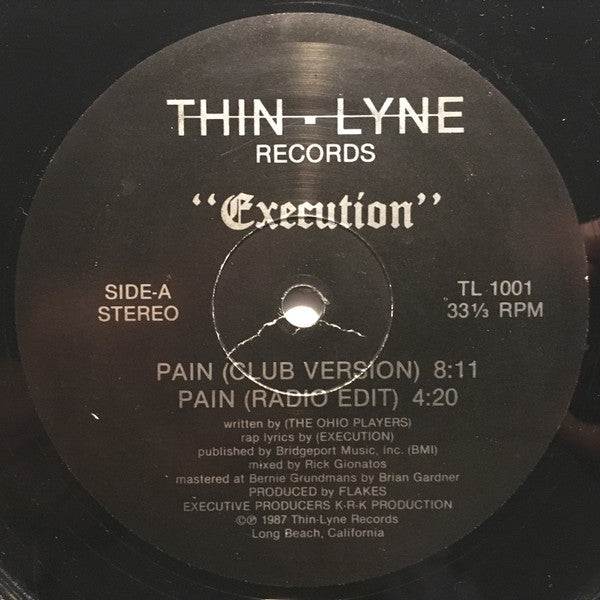 THIN-LYNE
RECORDS
"Execution"
SIDE-A
STEREO
TL 1001
33⅓ RPM
PAIN (CLUB VERSION) 8:11
PAIN (RADIO EDIT) 4:20
written by (THE OHIO PLAYERS)
rap lyrics by (EXECUTION)
published by Bridgeport Music, Inc. (BMI)
mixed by Rick Gionatos
mastered at Bernie Grundmans by Brian Gardner
PRODUCED by FLAKES
EXECUTIVE PRODUCERS K-R-K PRODUCTION
©℗ 1987 Thin-Lyne Records
Long Beach, California